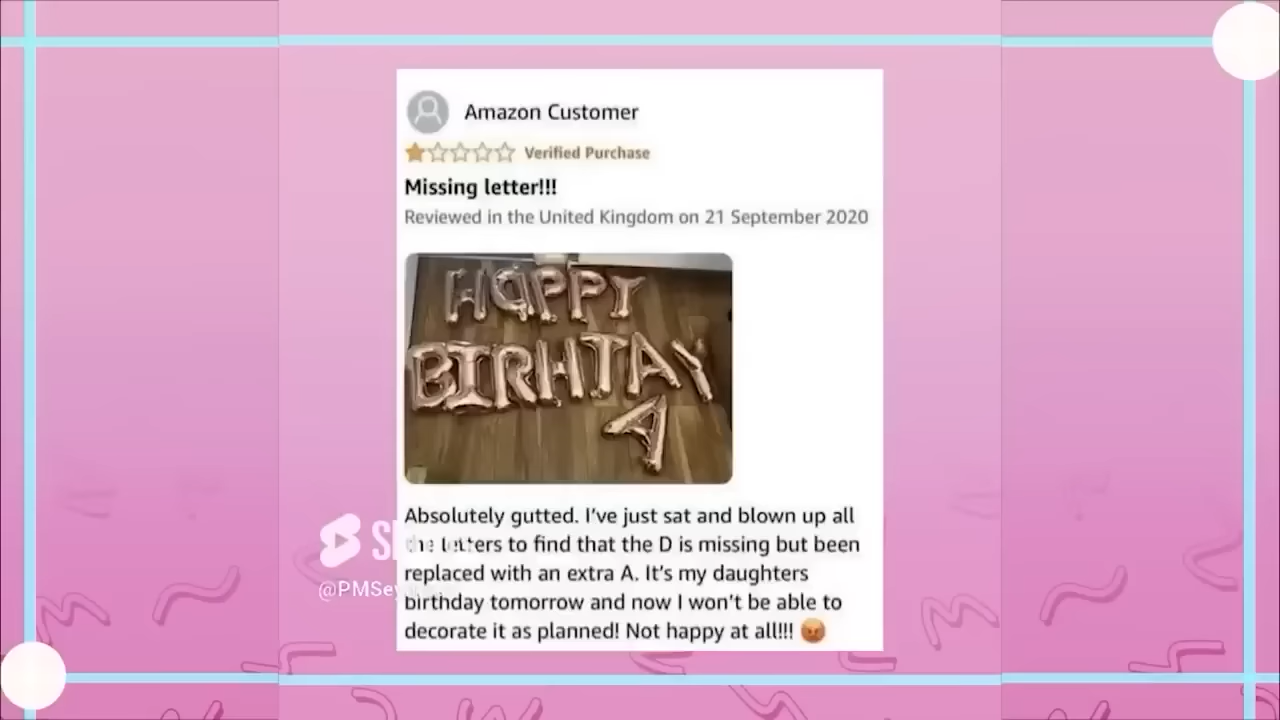 Amazon Customer
Verified Purchase
Missing letter!!!
Reviewed in the United Kingdom on 21 September 2020
HAPPY
BIRHTAY
A
Absolutely gutted. I've just sat and blown up all
the letters to find that the D is missing but been
replaced with an extra A. It's my daughters
birthday tomorrow and now I won't be able to
decorate it as planned! Not happy at all!!! 😡